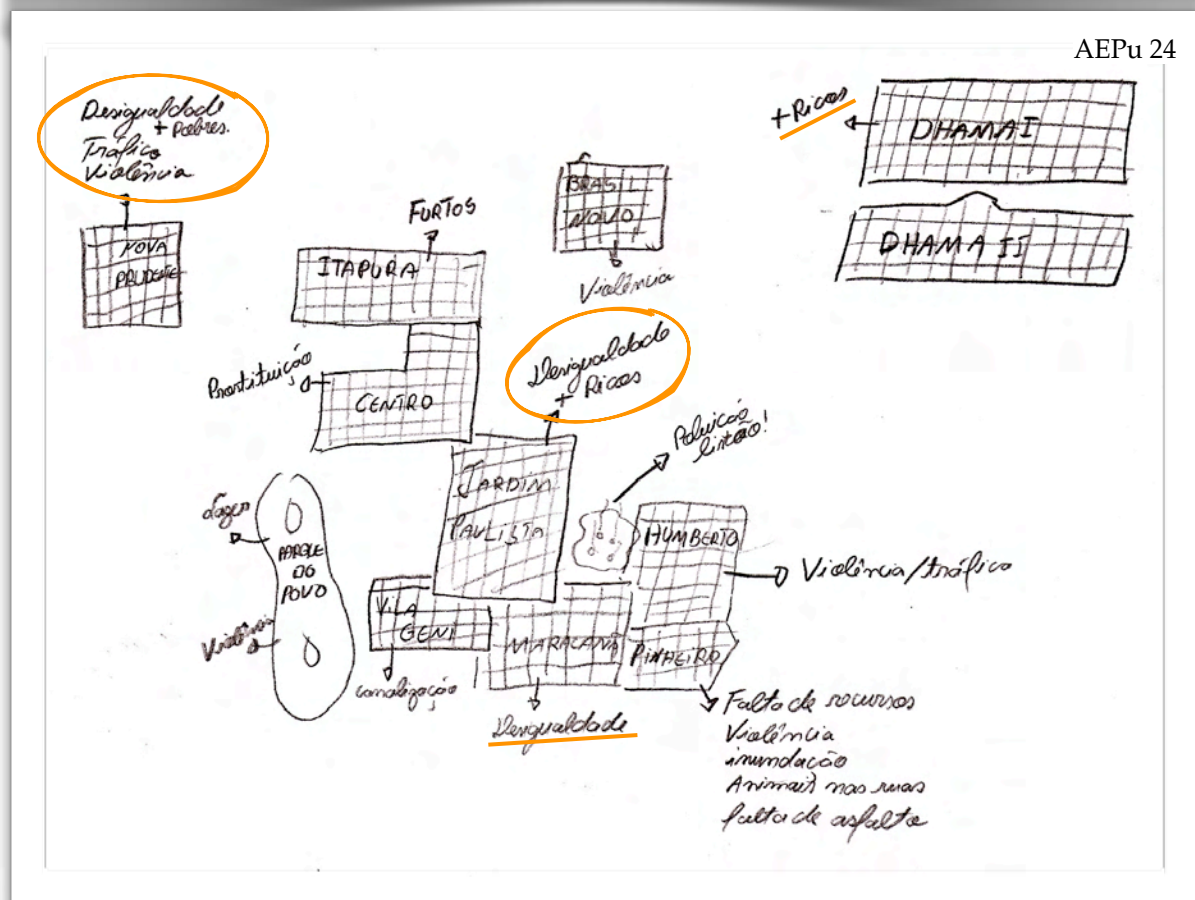 AEPu 24
Desigualdade
+ Pobres.
Tráfico
Violência
NOVA
PRUDENTE
FURTOS
ITAPURA
BRASIL
NOVO
Violência
+Ricos
DHAMA I
DHAMA II
Prostituição
CENTRO
Desigualdade
+ Ricos
JARDIM
PAULISTA
Poluição
lixão!
Lazer
PARQUE
DO
POVO
Violência
HUMBERTO
Violência/tráfico
VILA
GENI
canalização
MARACANÃ
Desigualdade
PINHEIRO
Falta de recursos
Violência
inundação
Animais nas ruas
falta de asfalto